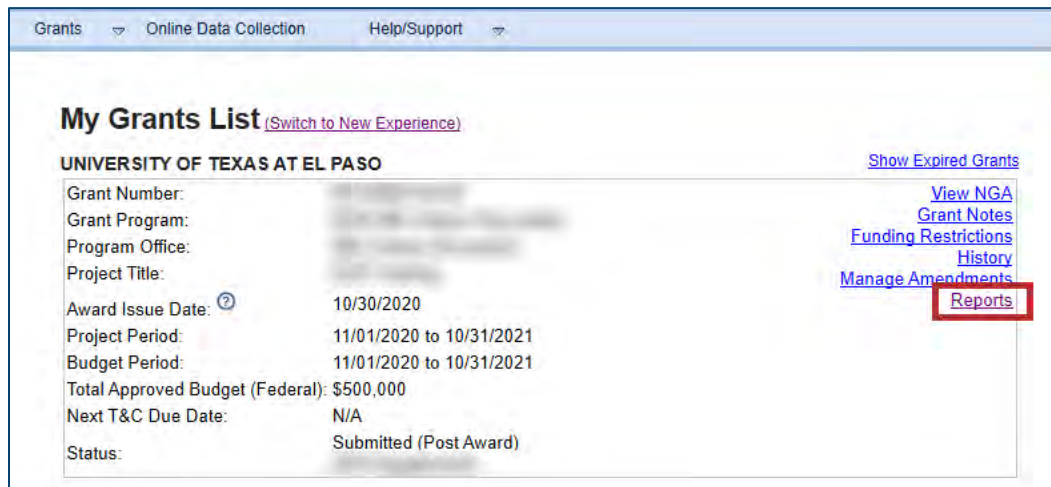 Grants Online Data Collection Help/Support
My Grants List (Switch to New Experience)
UNIVERSITY OF TEXAS AT EL PASO Show Expired Grants
Grant Number: View NGA
Grant Program: Grant Notes
Program Office: Funding Restrictions
Project Title: History
Manage Amendments
Award Issue Date: ? 10/30/2020 Reports
Project Period: 11/01/2020 to 10/31/2021
Budget Period: 11/01/2020 to 10/31/2021
Total Approved Budget (Federal): $500,000
Next T&C Due Date: N/A
Status: Submitted (Post Award)